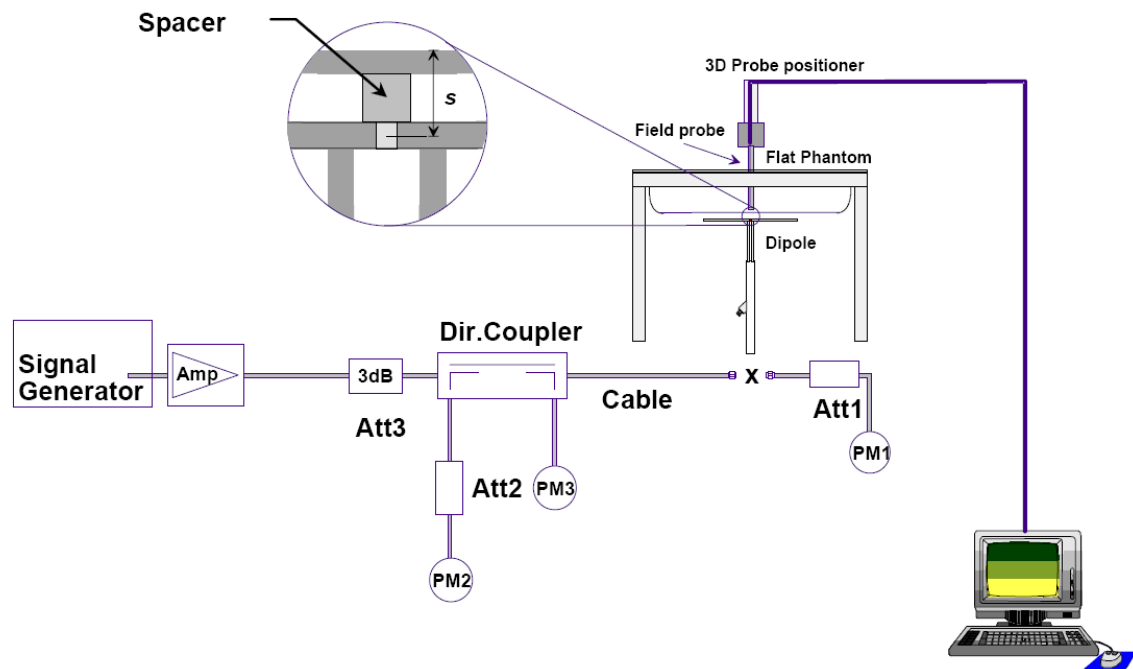 Spacer
s
3D Probe positioner
Field probe
Flat Phantom
Dipole
Dir.Coupler
Signal
Generator
Amp
3dB
Att3
Cable
X
Att1
PM1
Att2
PM3
PM2